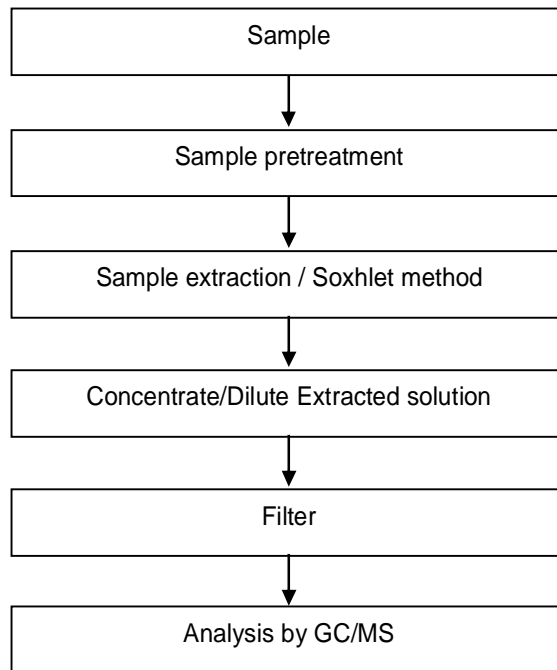 Sample
Sample pretreatment
Sample extraction / Soxhlet method
Concentrate/Dilute Extracted solution
Filter
Analysis by GC/MS